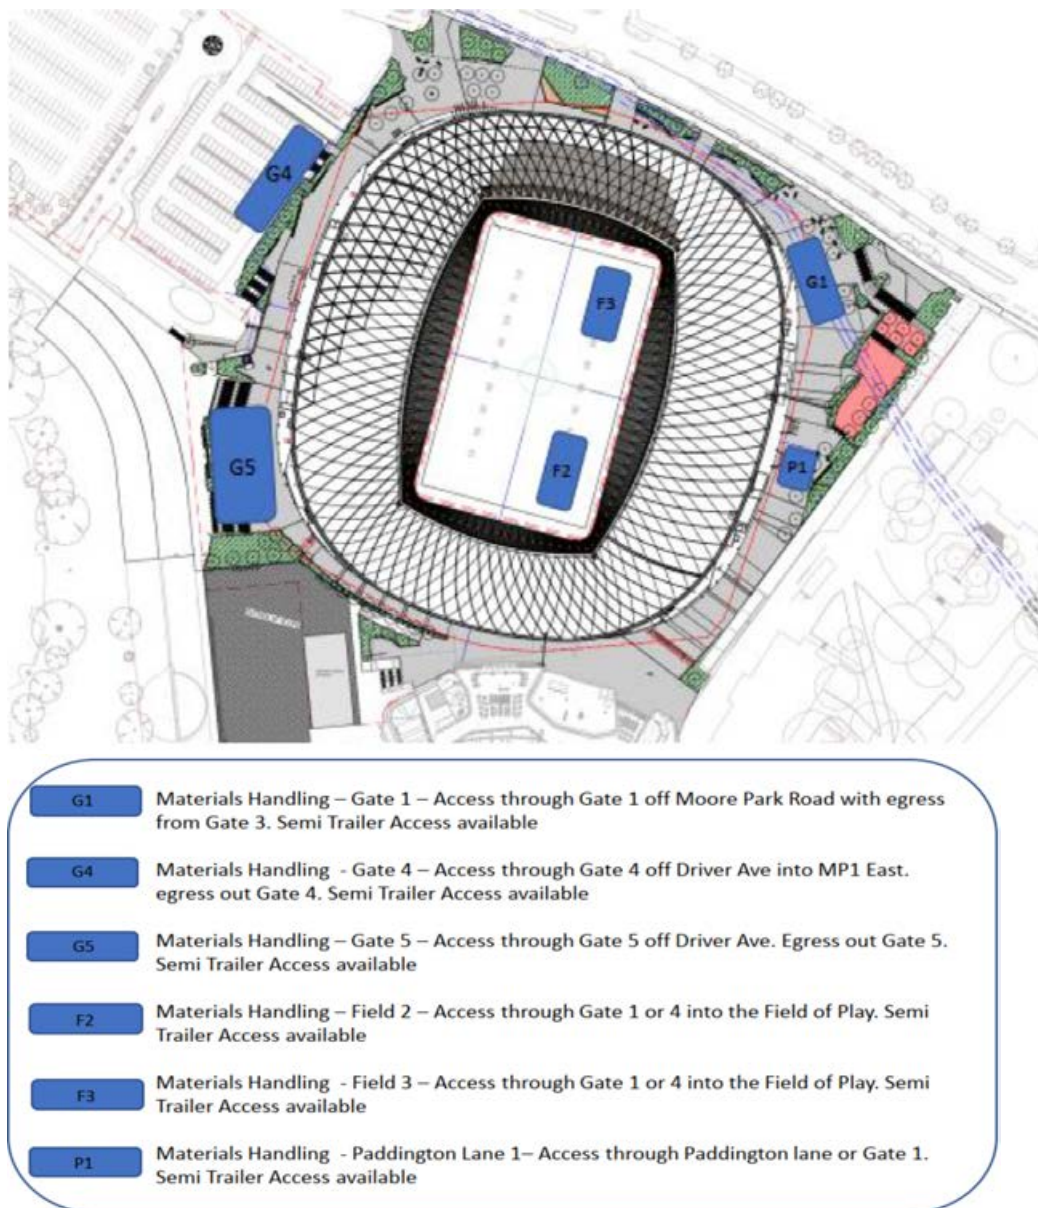 G4
G1
F3
G5
F2
P1
G1
Materials Handling – Gate 1 – Access through Gate 1 off Moore Park Road with egress
from Gate 3. Semi Trailer Access available
G4
Materials Handling - Gate 4 – Access through Gate 4 off Driver Ave into MP1 East.
egress out Gate 4. Semi Trailer Access available
G5
Materials Handling – Gate 5 – Access through Gate 5 off Driver Ave. Egress out Gate 5.
Semi Trailer Access available
F2
Materials Handling – Field 2 – Access through Gate 1 or 4 into the Field of Play. Semi
Trailer Access available
F3
Materials Handling - Field 3 – Access through Gate 1 or 4 into the Field of Play. Semi
Trailer Access available
P1
Materials Handling - Paddington Lane 1– Access through Paddington lane or Gate 1.
Semi Trailer Access available